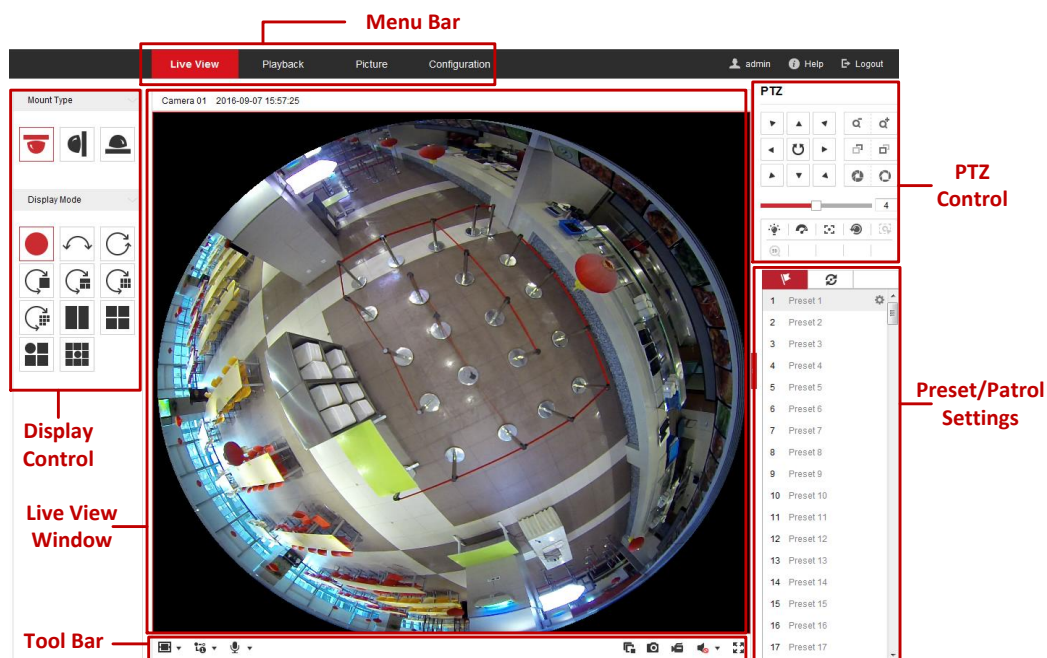 Menu Bar
Live View
Playback
Picture
Configuration
admin
Help
Logout
Mount Type
Camera 01 2016-09-07 15:57:25
PTZ
4
PTZ
Control
Display Mode
1 Preset 1
2 Preset 2
3 Preset 3
4 Preset 4
5 Preset 5
6 Preset 6
7 Preset 7
8 Preset 8
9 Preset 9
10 Preset 10
11 Preset 11
12 Preset 12
13 Preset 13
14 Preset 14
15 Preset 15
16 Preset 16
17 Preset 17
Preset/Patrol
Settings
Display
Control
Live View
Window
Tool Bar